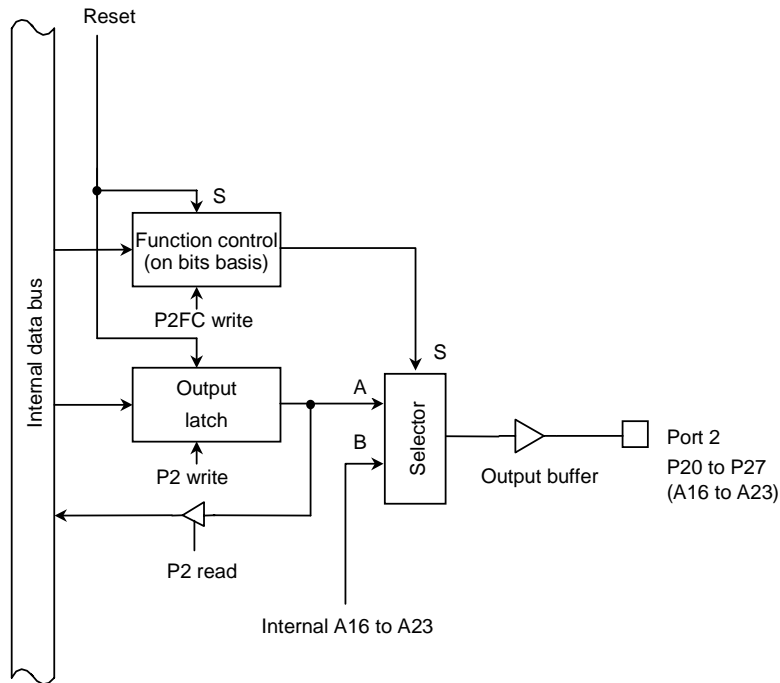 Reset
S
Function control
(on bits basis)
P2FC write
Internal data bus
S
Output
latch
A
B
Selector
P2 write
Output buffer
Port 2
P20 to P27
(A16 to A23)
P2 read
Internal A16 to A23